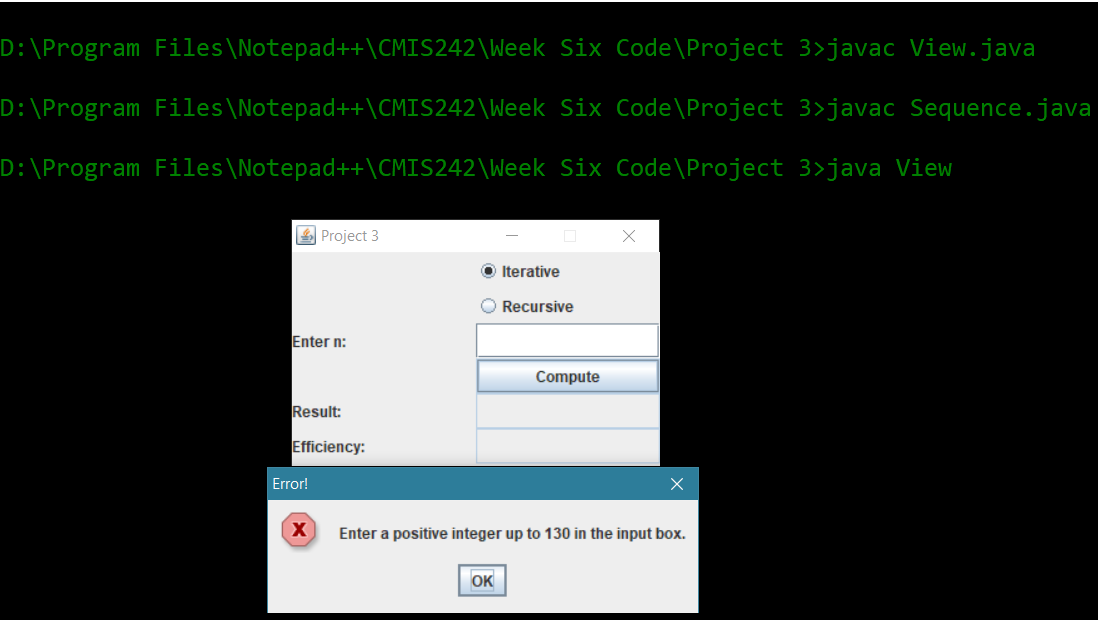 D:\Program Files\Notepad++\CMIS242\Week Six Code\Project 3>javac View.java
D:\Program Files\Notepad++\CMIS242\Week Six Code\Project 3>javac Sequence.java
D:\Program Files\Notepad++\CMIS242\Week Six Code\Project 3>java View
Project 3
Iterative
Recursive
Enter n:
Compute
Result:
Efficiency:
Error!
X
Enter a positive integer up to 130 in the input box.
OK